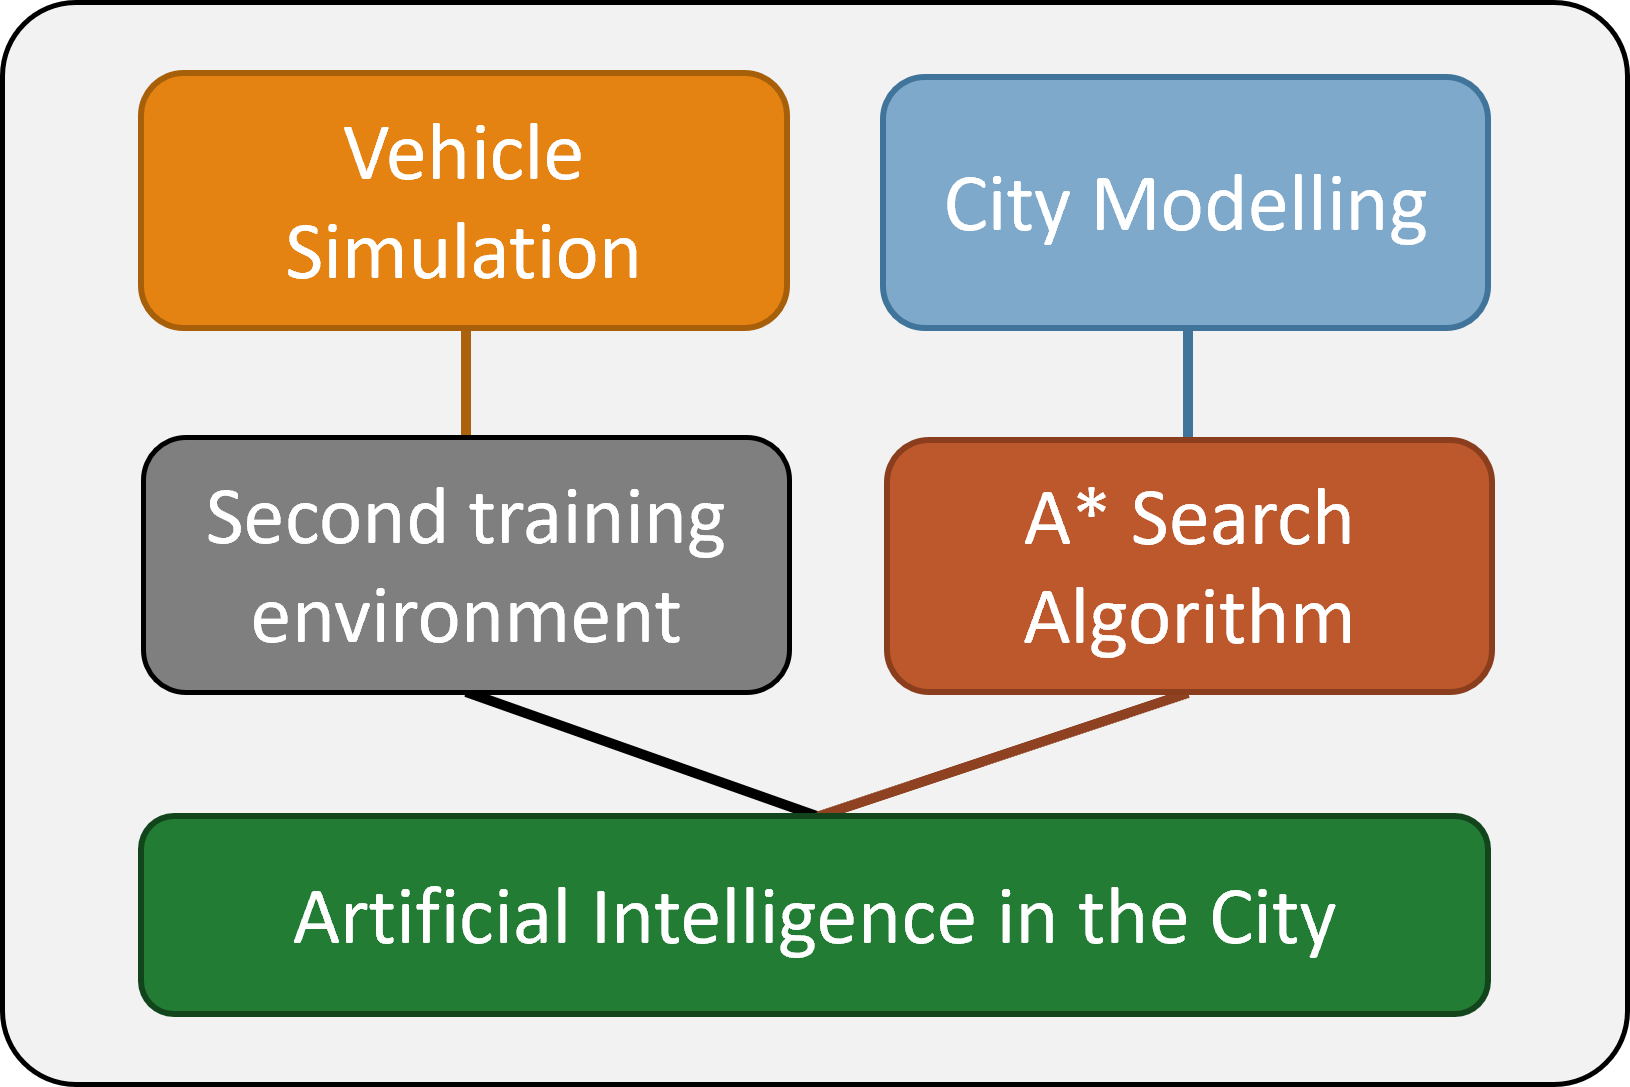 Vehicle
Simulation
City Modelling
Second training
environment
A* Search
Algorithm
Artificial Intelligence in the City